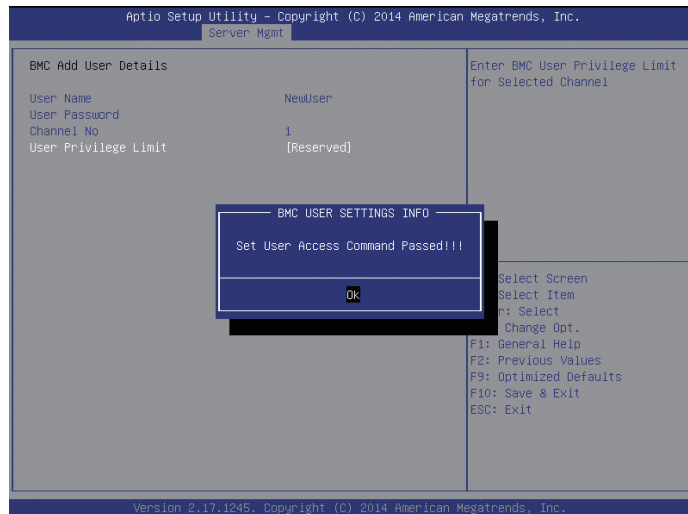 Aptio Setup Utility – Copyright (C) 2014 American Megatrends, Inc.
Server Mgmt
BMC Add User Details
User Name NewUser
User Password
Channel No 1
User Privilege Limit [Reserved]
Enter BMC User Privilege Limit
for Selected Channel
BMC USER SETTINGS INFO
Set User Access Command Passed!!!
Ok
Select Screen
Select Item
r: Select
Change Opt.
F1: General Help
F2: Previous Values
F9: Optimized Defaults
F10: Save & Exit
ESC: Exit
Version 2.17.1245. Copyright (C) 2014 American Megatrends, Inc.